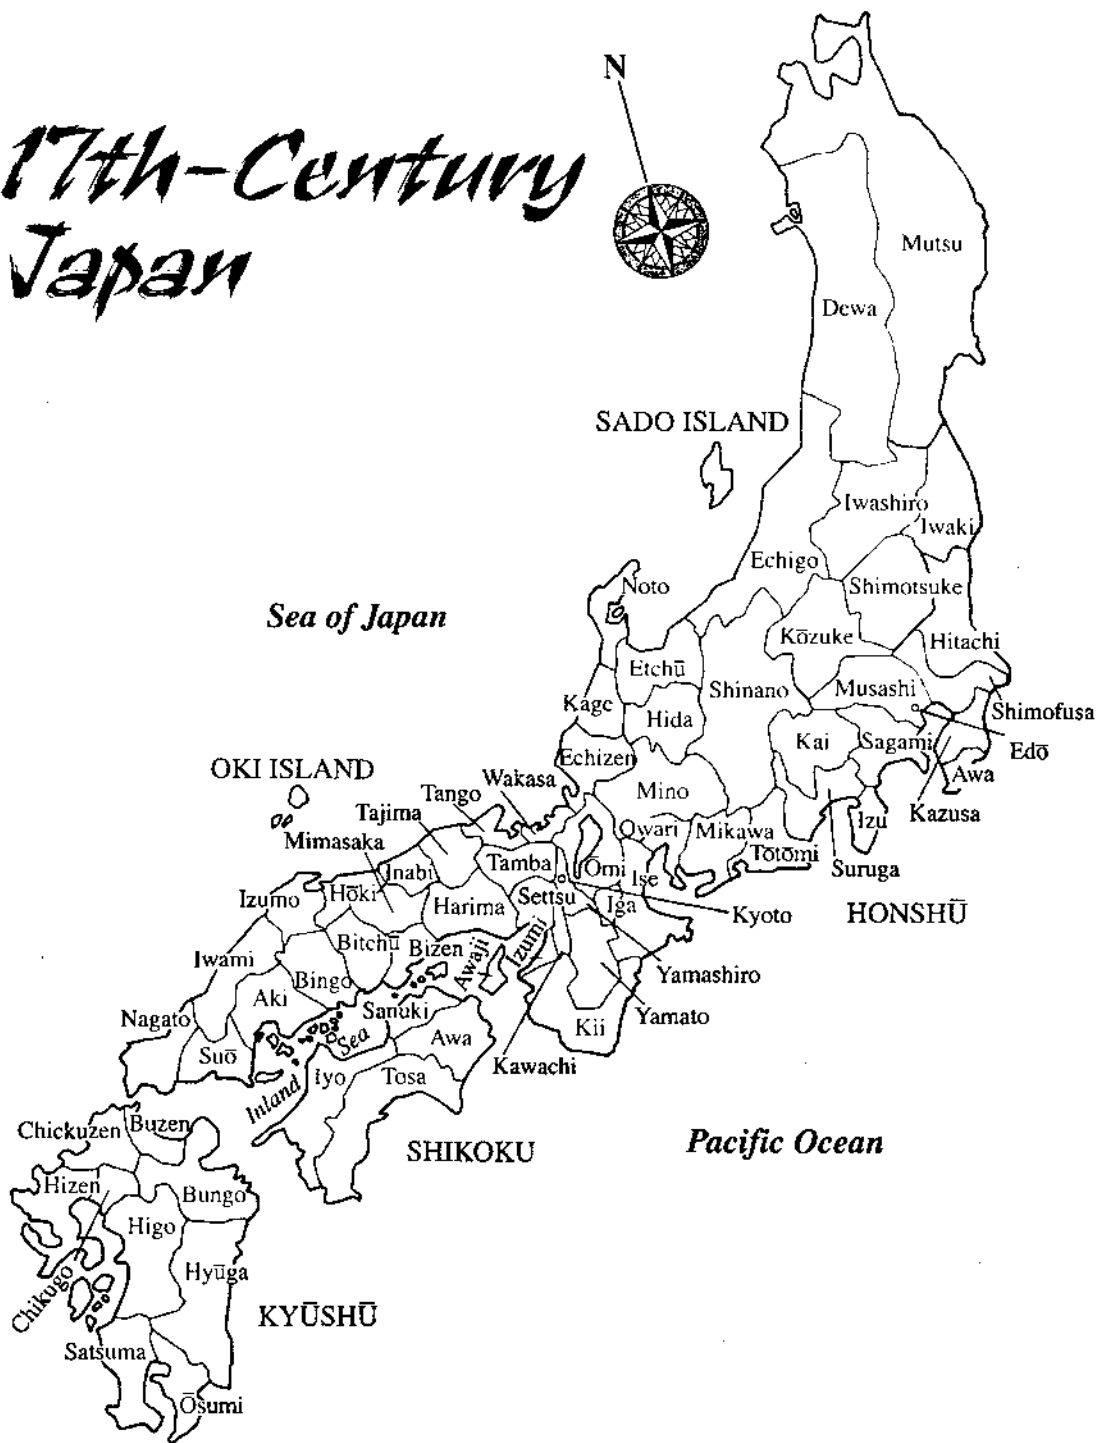 17th-Century
Japan
N
Mutsu
Dewa
SADO ISLAND
Iwashiro
Iwaki
Echigo
Noto
Shimotsuke
Sea of Japan
Kōzuke
Hitachi
Etchū
Shinano
Musashi
Kage
Hida
Shimofusa
Kai
Sagami
Edō
Echizen
OKI ISLAND
Wakasa
Awa
Tango
Mino
Tajima
Kazusa
Mimasaka
Owari
Mikawa
Izu
Tōtōmi
Inabi
Tamba
Ōmi
Ise
Suruga
Izumo
Hōki
Harima
Settsu
Iga
Kyoto
HONSHŪ
Bitchū
Bizen
Awaji
Izumi
Iwami
Bingo
Yamashiro
Aki
Sanuki
Nagato
Yamato
Kii
Suō
Inland Sea
Awa
Kawachi
Iyo
Tosa
Chickuzen
Buzen
SHIKOKU
Pacific Ocean
Hizen
Bungo
Higo
Hyūga
Chikugo
KYŪSHŪ
Satsuma
Ōsumi